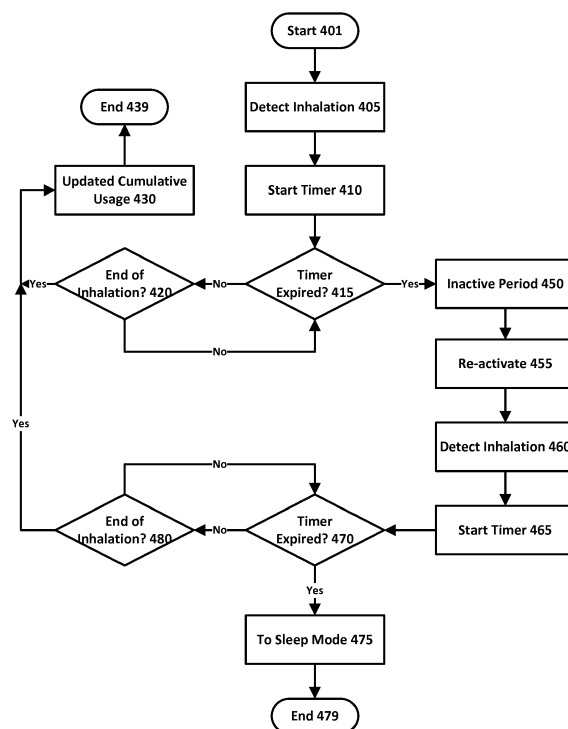 Start 401
Detect Inhalation 405
End 439
Updated Cumulative
Usage 430
Start Timer 410
End of
Inhalation? 420
Timer
Expired? 415
Inactive Period 450
Yes
No
Yes
No
Re-activate 455
Detect Inhalation 460
Yes
No
End of
Inhalation? 480
No
Timer
Expired? 470
Start Timer 465
Yes
To Sleep Mode 475
End 479